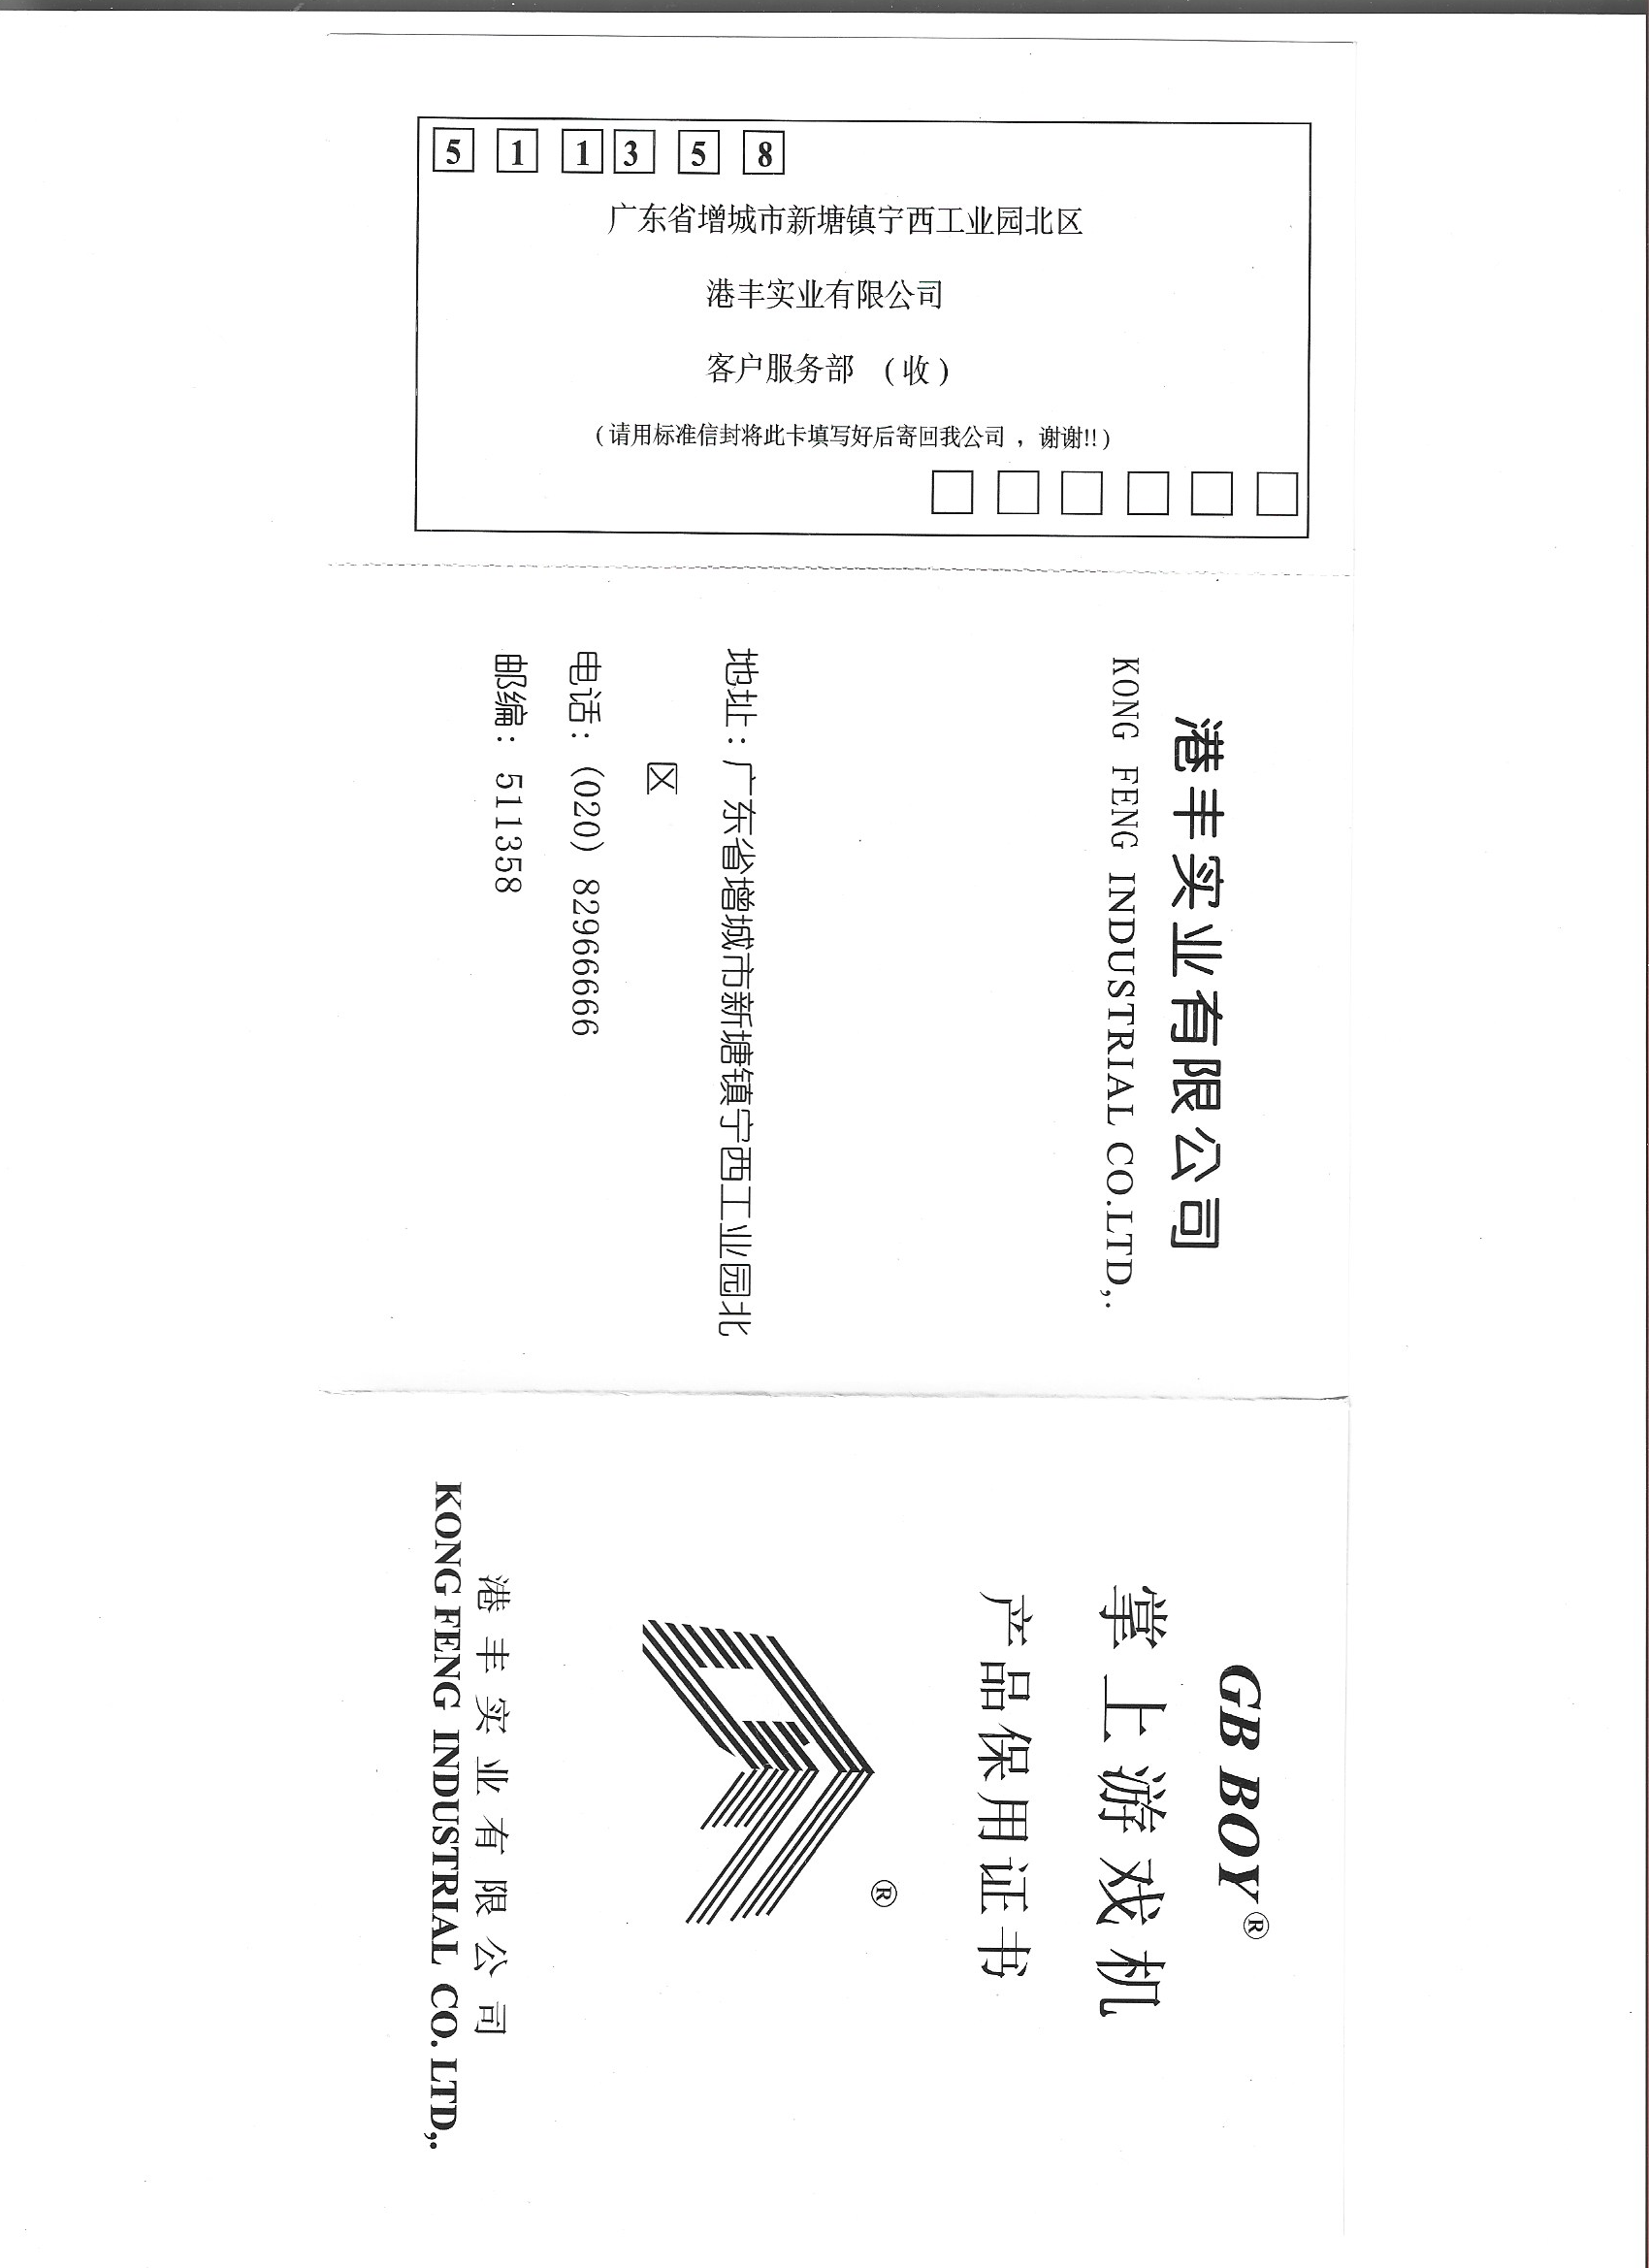 5 1 1 3 5 8
广东省增城市新塘镇宁西工业园北区
港丰实业有限公司
客户服务部 (收)
(请用标准信封将此卡填写好后寄回我公司，谢谢!!)
港丰实业有限公司
KONG FENG INDUSTRIAL CO.LTD,.
地址：广东省增城市新塘镇宁西工业园北
区
电话：(020) 82966666
邮编：511358
GB BOY®
掌上游戏机
产品保用证书
®
港丰实业有限公司
KONG FENG INDUSTRIAL CO. LTD,.